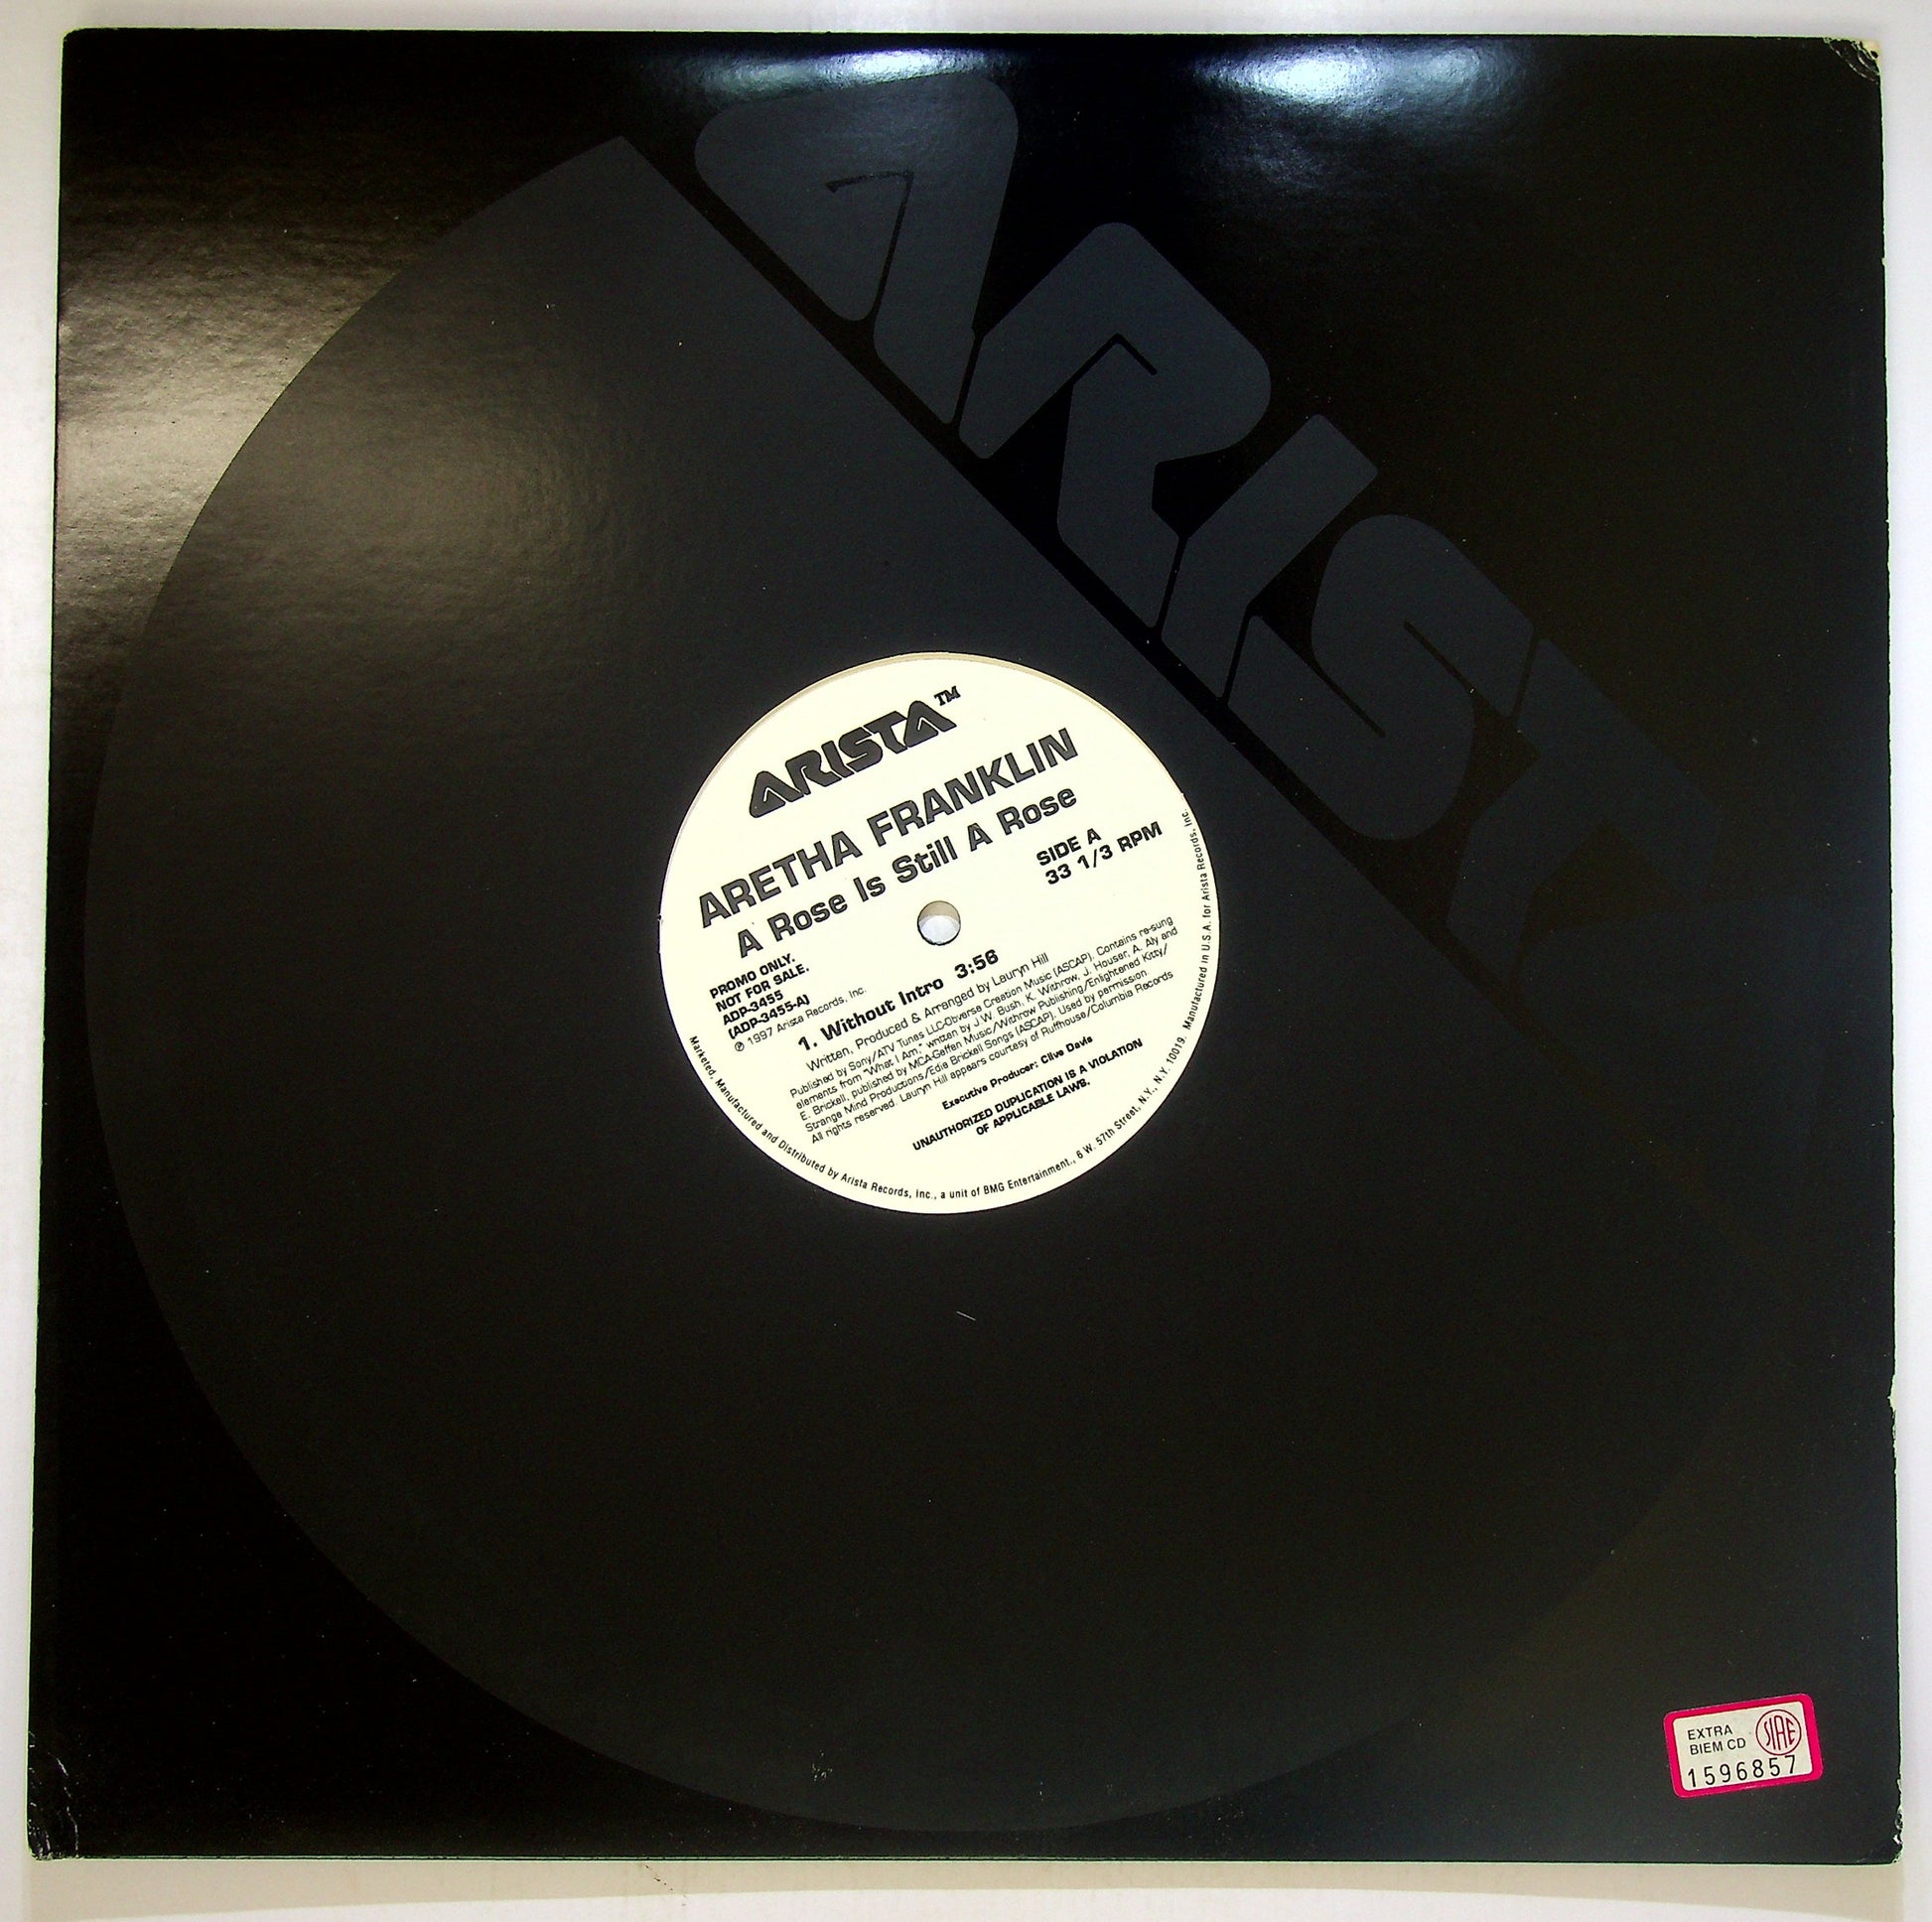 ARISTA
ARISTA™
ARETHA FRANKLIN
A Rose Is Still A Rose
SIDE A
33 1/3 RPM
PROMO ONLY.
NOT FOR SALE.
ADP-3455
(ADP-3455-A)
℗ 1997 Arista Records, Inc.
1. Without Intro 3:56
Written, Produced & Arranged by Lauryn Hill
Published by Sony/ATV Tunes LLC-Obverse Creation Music (ASCAP). Contains re-sung
elements from "What I Am," written by J.W. Bush, K. Withrow, J. Houser, A. Aly and
E. Brickell, published by MCA-Geffen Music/Withrow Publishing/Enlightened Kitty/
Strange Mind Productions/Edie Brickell Songs (ASCAP). Used by permission.
All rights reserved. Lauryn Hill appears courtesy of Ruffhouse/Columbia Records
Executive Producer: Clive Davis
UNAUTHORIZED DUPLICATION IS A VIOLATION
OF APPLICABLE LAWS.
Marketed, Manufactured and Distributed by Arista Records, Inc., a unit of BMG Entertainment., 6 W. 57th Street, N.Y., N.Y. 10019. Manufactured in U.S.A. for Arista Records, Inc.
EXTRA
BIEM CD
SIAE
1596857